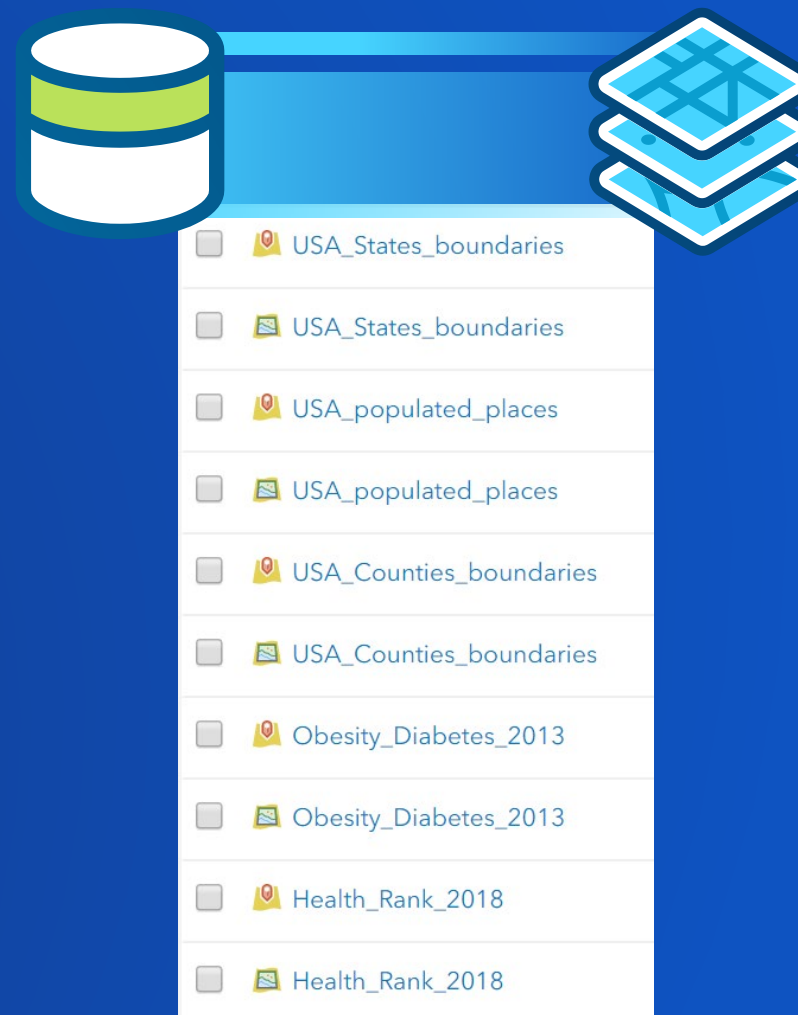 USA_States_boundaries
USA_States_boundaries
USA_populated_places
USA_populated_places
USA_Counties_boundaries
USA_Counties_boundaries
Obesity_Diabetes_2013
Obesity_Diabetes_2013
Health_Rank_2018
Health_Rank_2018